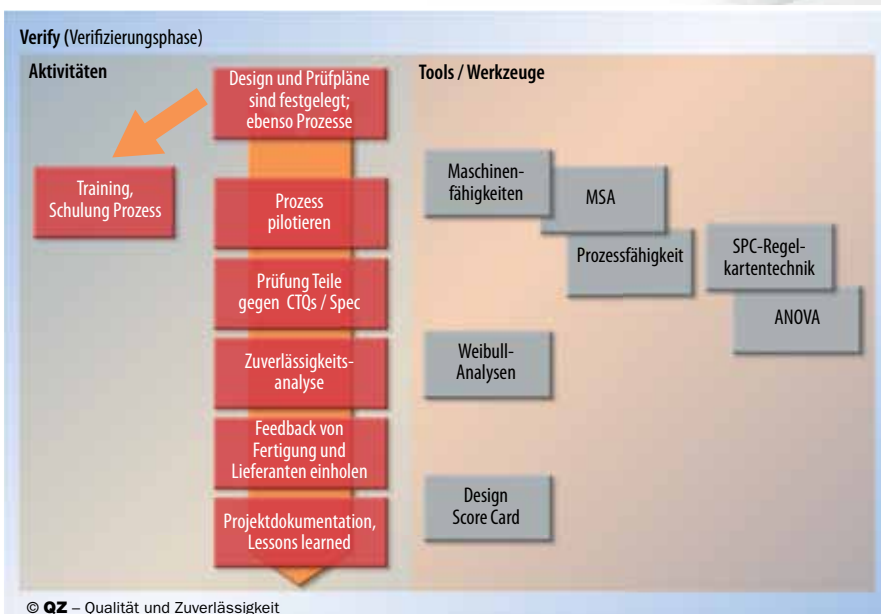 Verify (Verifizierungsphase)
Aktivitäten
Design und Prüfpläne
sind festgelegt;
ebenso Prozesse
Training,
Schulung Prozess
Prozess
pilotieren
Prüfung Teile
gegen CTQs / Spec
Zuverlässigkeits-
analyse
Feedback von
Fertigung und
Lieferanten einholen
Projektdokumentation,
Lessons learned
Tools / Werkzeuge
Maschinen-
fähigkeiten
MSA
Prozessfähigkeit
SPC-Regel-
kartentechnik
ANOVA
Weibull-
Analysen
Design
Score Card
© QZ – Qualität und Zuverlässigkeit